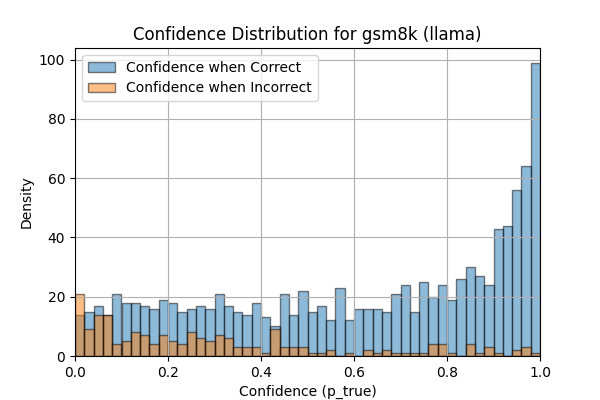 Confidence Distribution for gsm8k (llama)
Confidence when Correct
Confidence when Incorrect
100
80
60
40
20
0
Density
0.0 0.2 0.4 0.6 0.8 1.0
Confidence (p_true)